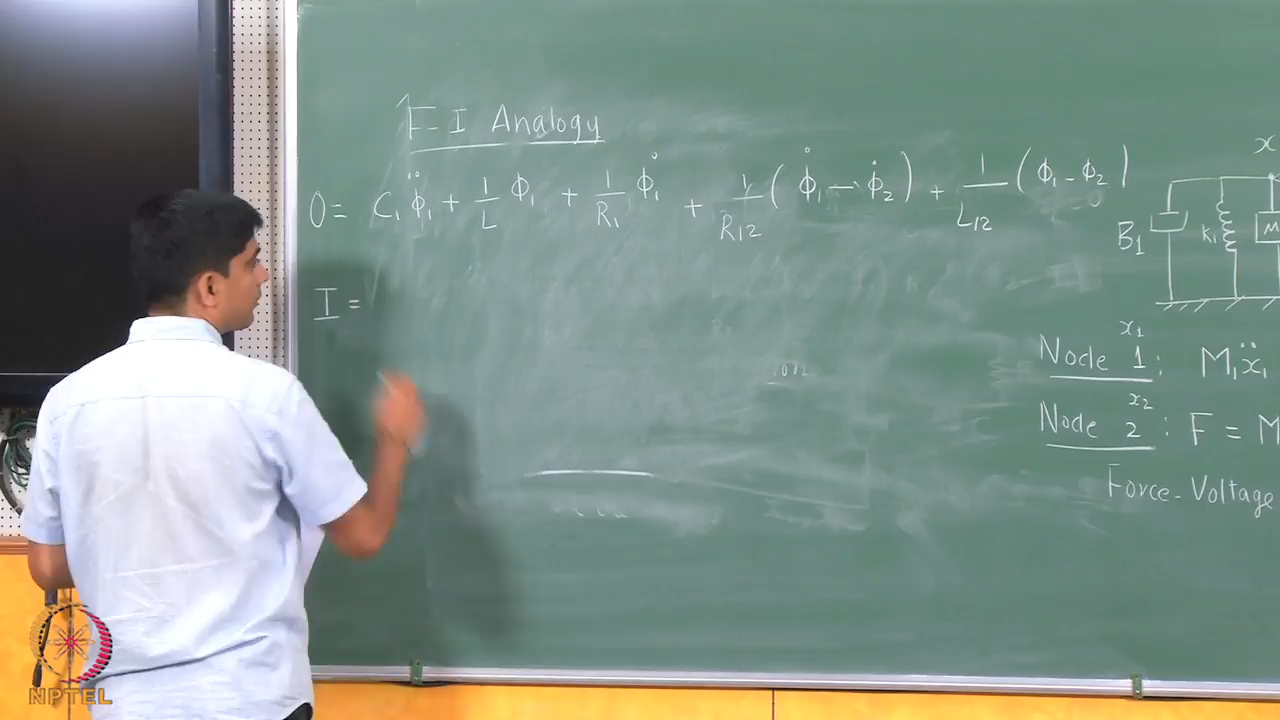 F-I Analogy
0 = C₁ϕ̈₁ + 1/L ϕ₁ + 1/R₁ ϕ̇₁ + 1/R₁₂ (ϕ̇₁ - ϕ̇₂) + 1/L₁₂ (ϕ₁ - ϕ₂)
I =
x
B₁ K₁ M
x₁
Node 1 : M₁ẍ₁
x₂
Node 2 : F = M
Force-Voltage
NPTEL